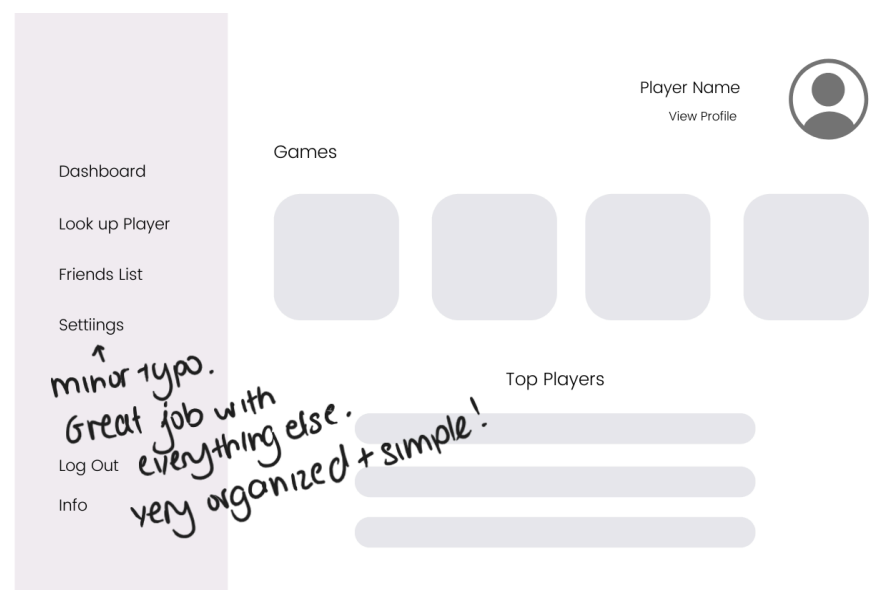 Player Name
View Profile
Games
Dashboard
Look up Player
Friends List
Settiings
minor typo.
Great job with
everything else.
very organized + simple!
Top Players
Log Out
Info